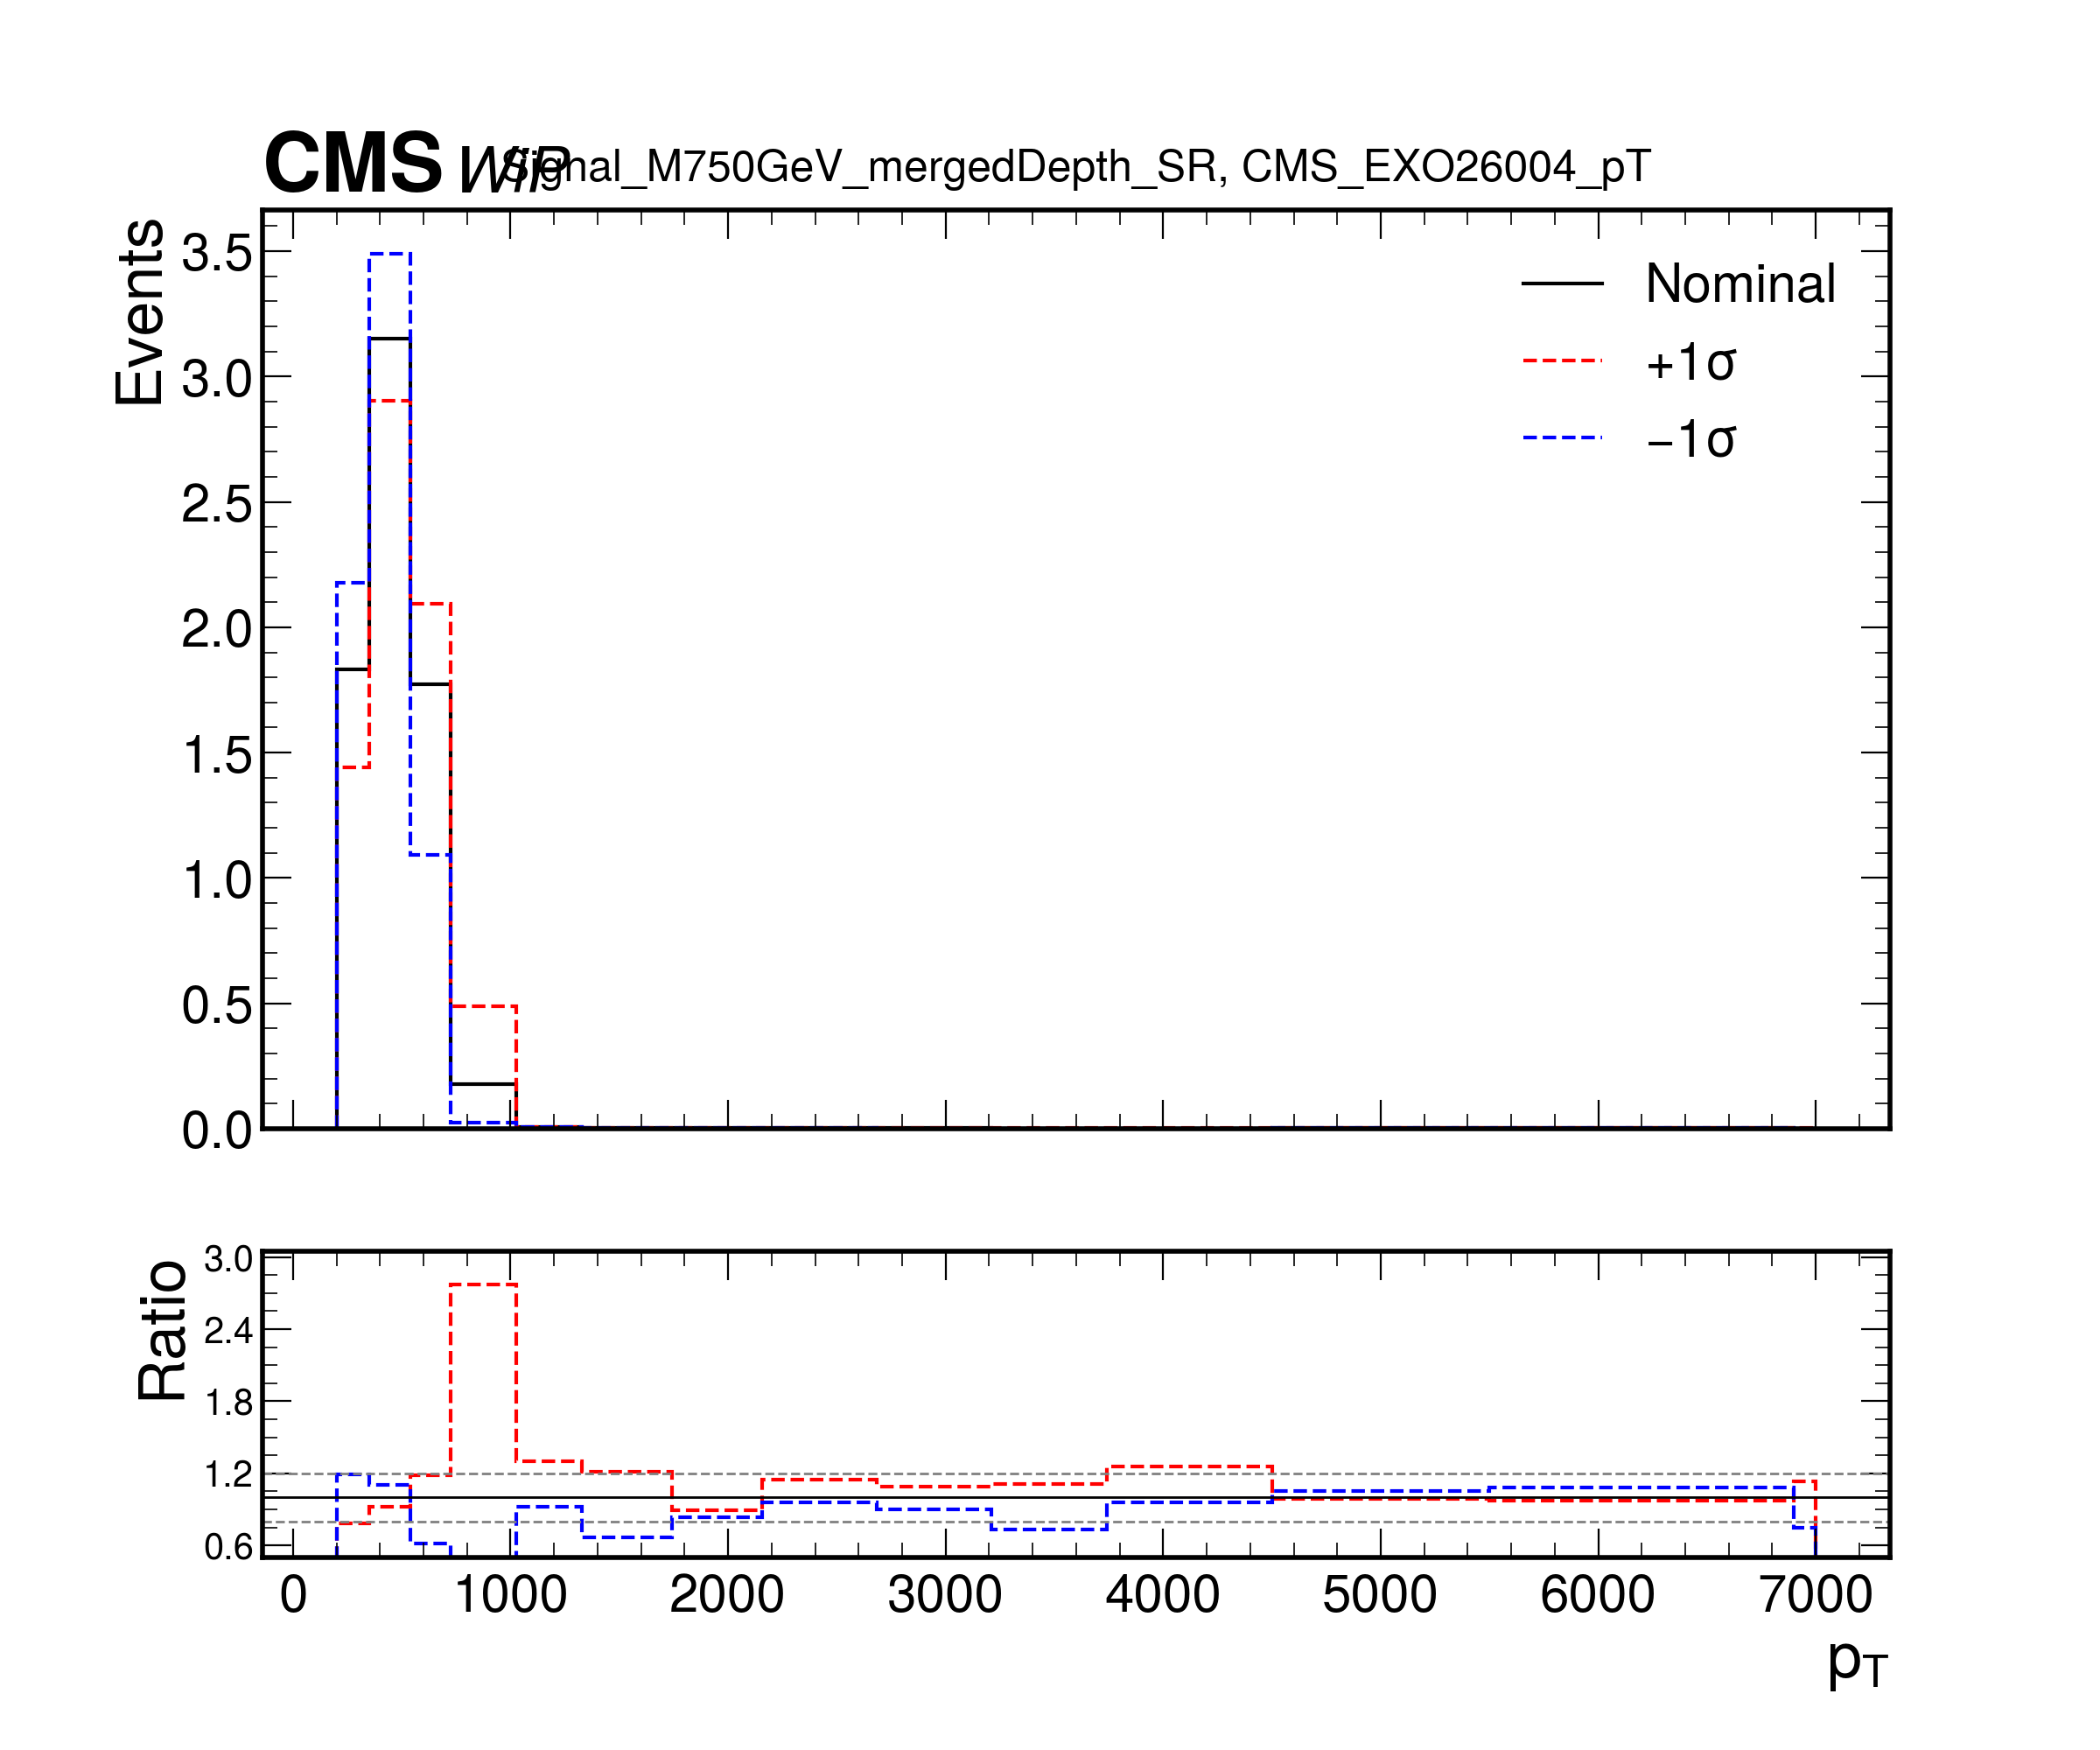 CMS WiP Signal_M750GeV_mergedDepth_SR, CMS_EXO26004_pT
Events
3.5
3.0
2.5
2.0
1.5
1.0
0.5
0.0
Nominal
+1σ
−1σ
Ratio
3.0
2.4
1.8
1.2
0.6
0 1000 2000 3000 4000 5000 6000 7000
pT